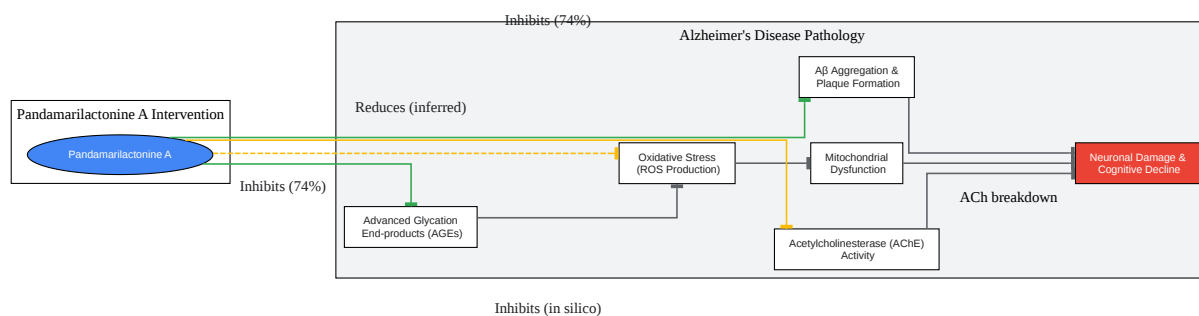 Inhibits (74%)
Alzheimer's Disease Pathology
Aβ Aggregation &
Plaque Formation
Reduces (inferred)
Pandamarilactonine A Intervention
Pandamarilactonine A
Oxidative Stress
(ROS Production)
Mitochondrial
Dysfunction
Neuronal Damage &
Cognitive Decline
Inhibits (74%)
ACh breakdown
Advanced Glycation
End-products (AGEs)
Acetylcholinesterase (AChE)
Activity
Inhibits (in silico)